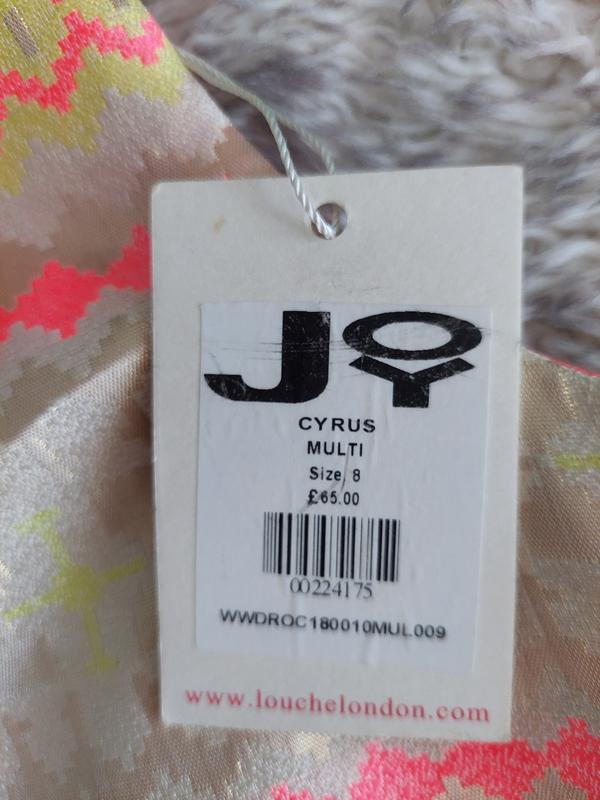 JOY
CYRUS
MULTI
Size, 8
£65.00
00224175
WWDROC180010MUL009
www.louchelondon.com